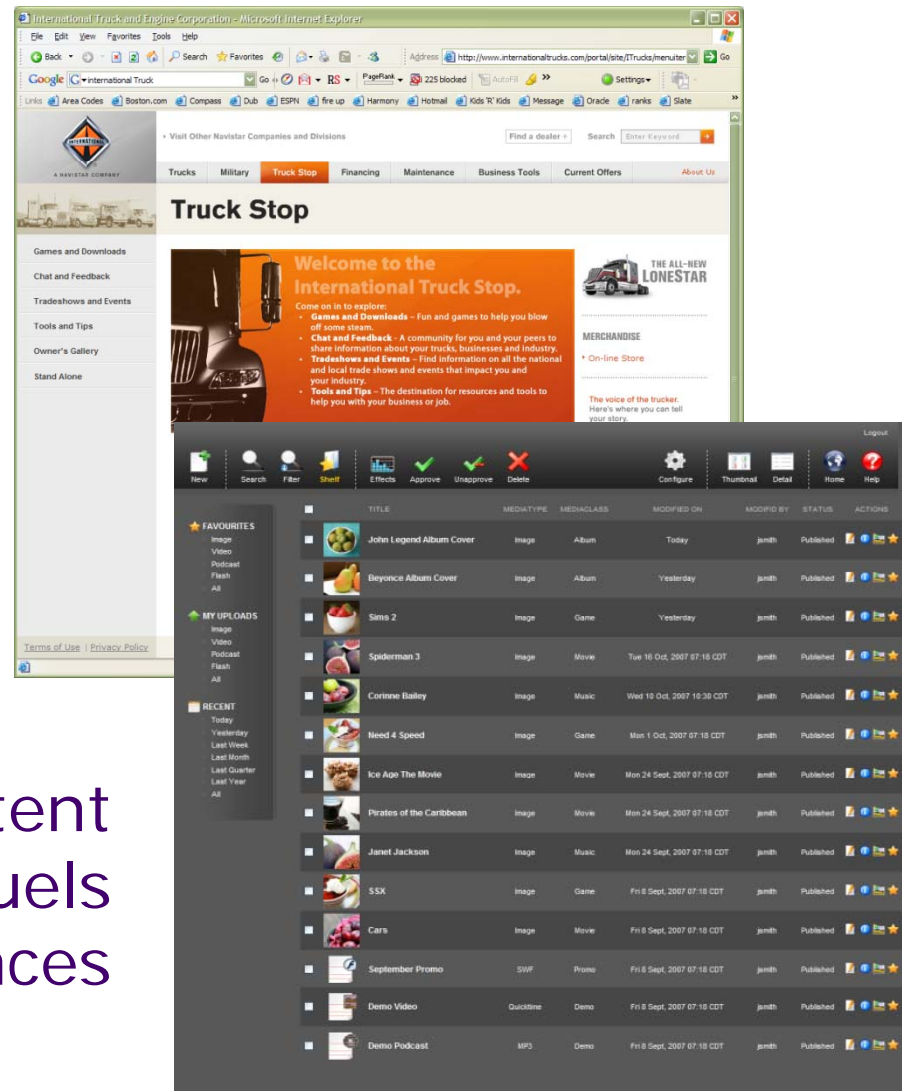 International Truck and Engine Corporation - Microsoft Internet Explorer
File Edit View Favorites Tools Help
Back Search Favorites Address http://www.internationaltrucks.com/portal/site/ITrucks/menuiter Go
Google international Truck Go RS PageRank 225 blocked AutoFill Settings
Links Area Codes Boston.com Compass Dub ESPN fire up Harmony Hotmail Kids 'R' Kids Message Oracle ranks Slate
INTERNATIONAL
A NAVISTAR COMPANY
Visit Other Navistar Companies and Divisions
Find a dealer Search Enter Keyword
Trucks Military Truck Stop Financing Maintenance Business Tools Current Offers About Us
Truck Stop
Games and Downloads
Chat and Feedback
Tradeshows and Events
Tools and Tips
Owner's Gallery
Stand Alone
Welcome to the
International Truck Stop.
Come on in to explore:
• Games and Downloads – Fun and games to help you blow
off some steam.
• Chat and Feedback - A community for you and your peers to
share information about your trucks, businesses and industry.
• Tradeshows and Events – Find information on all the national
and local trade shows and events that impact you and
your industry.
• Tools and Tips – The destination for resources and tools to
help you with your business or job.
THE ALL-NEW
LONESTAR
MERCHANDISE
On-line Store
The voice of the trucker.
Here's where you can tell
your story.
Terms of Use | Privacy Policy
Logout
New Search Filter Shelf Effects Approve Unapprove Delete Configure Thumbnail Detail Home Help
FAVOURITES
Image
Video
Podcast
Flash
All
MY UPLOADS
Image
Video
Podcast
Flash
All
RECENT
Today
Yesterday
Last Week
Last Month
Last Quarter
Last Year
All
TITLE MEDIATYPE MEDIACLASS MODIFIED ON MODIFID BY STATUS ACTIONS
John Legend Album Cover Image Album Today jsmith Published
Beyonce Album Cover Image Album Yesterday jsmith Published
Sims 2 Image Game Yesterday jsmith Published
Spiderman 3 Image Movie Tue 16 Oct, 2007 07:18 CDT jsmith Published
Corinne Bailey Image Music Wed 10 Oct, 2007 10:30 CDT jsmith Published
Need 4 Speed Image Game Mon 1 Oct, 2007 07:18 CDT jsmith Published
Ice Age The Movie Image Movie Mon 24 Sept, 2007 07:18 CDT jsmith Published
Pirates of the Caribbean Image Movie Mon 24 Sept, 2007 07:18 CDT jsmith Published
Janet Jackson Image Music Mon 24 Sept, 2007 07:18 CDT jsmith Published
SSX Image Game Fri 8 Sept, 2007 07:18 CDT jsmith Published
Cars Image Movie Fri 8 Sept, 2007 07:18 CDT jsmith Published
September Promo SWF Promo Fri 8 Sept, 2007 07:18 CDT jsmith Published
Demo Video Quicktime Demo Fri 8 Sept, 2007 07:18 CDT jsmith Published
Demo Podcast MP3 Demo Fri 8 Sept, 2007 07:18 CDT jsmith Published
tent
uels
nces